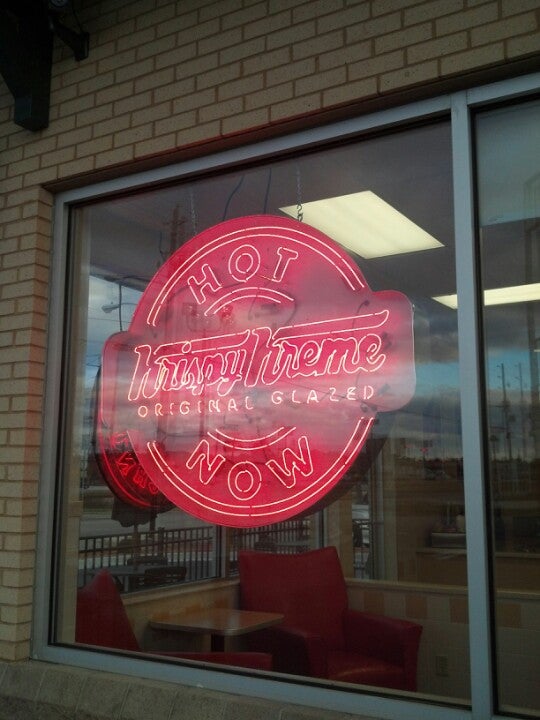 HOT
Krispy Kreme
ORIGINAL GLAZED
NOW